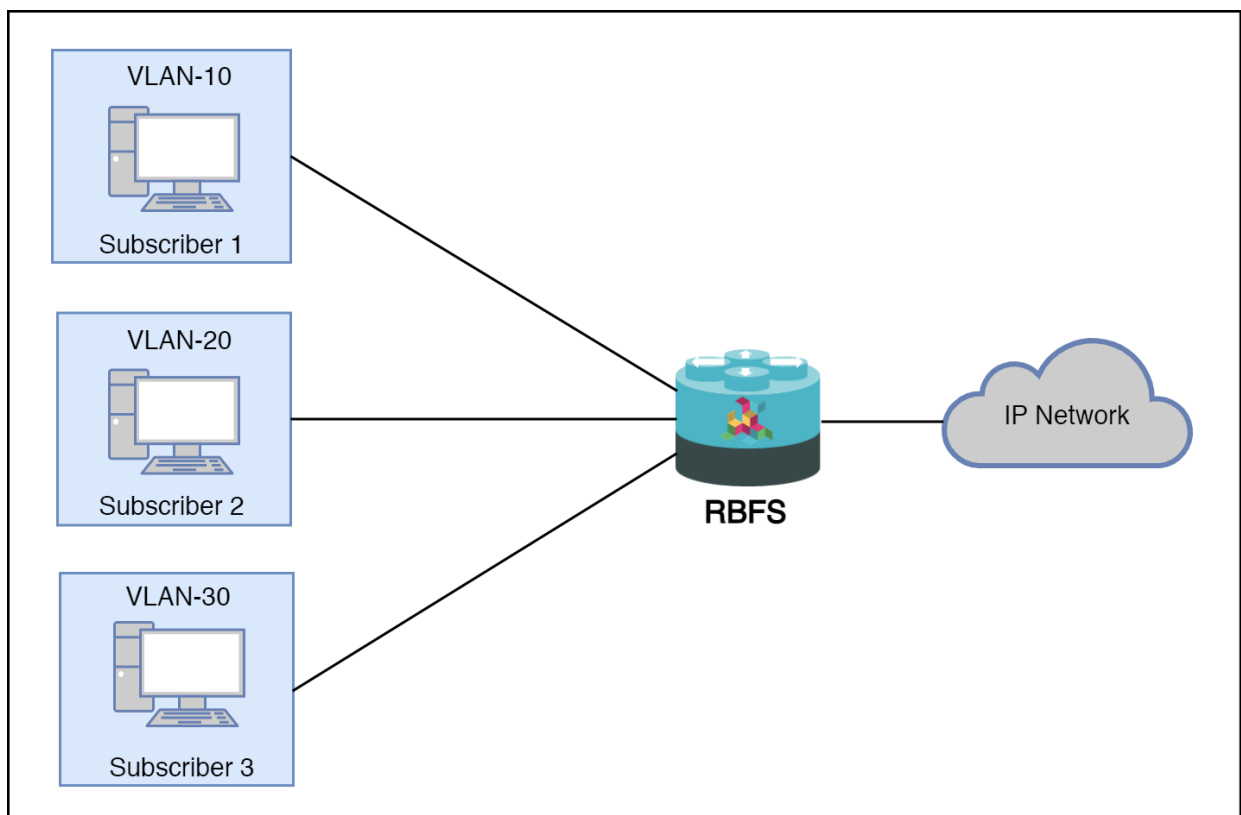 VLAN-10
Subscriber 1
VLAN-20
Subscriber 2
VLAN-30
Subscriber 3
RBFS
IP Network